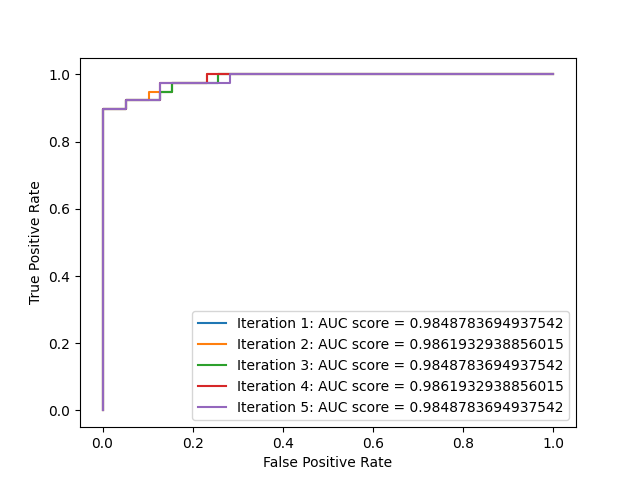 1.0
0.8
0.6
0.4
0.2
0.0
True Positive Rate
Iteration 1: AUC score = 0.9848783694937542
Iteration 2: AUC score = 0.9861932938856015
Iteration 3: AUC score = 0.9848783694937542
Iteration 4: AUC score = 0.9861932938856015
Iteration 5: AUC score = 0.9848783694937542
0.0 0.2 0.4 0.6 0.8 1.0
False Positive Rate